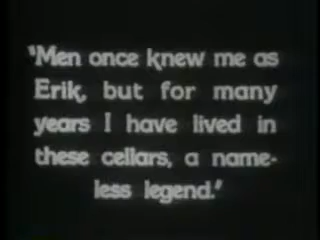 "Men once knew me as
Erik, but for many
years I have lived in
these cellars, a name-
less legend."